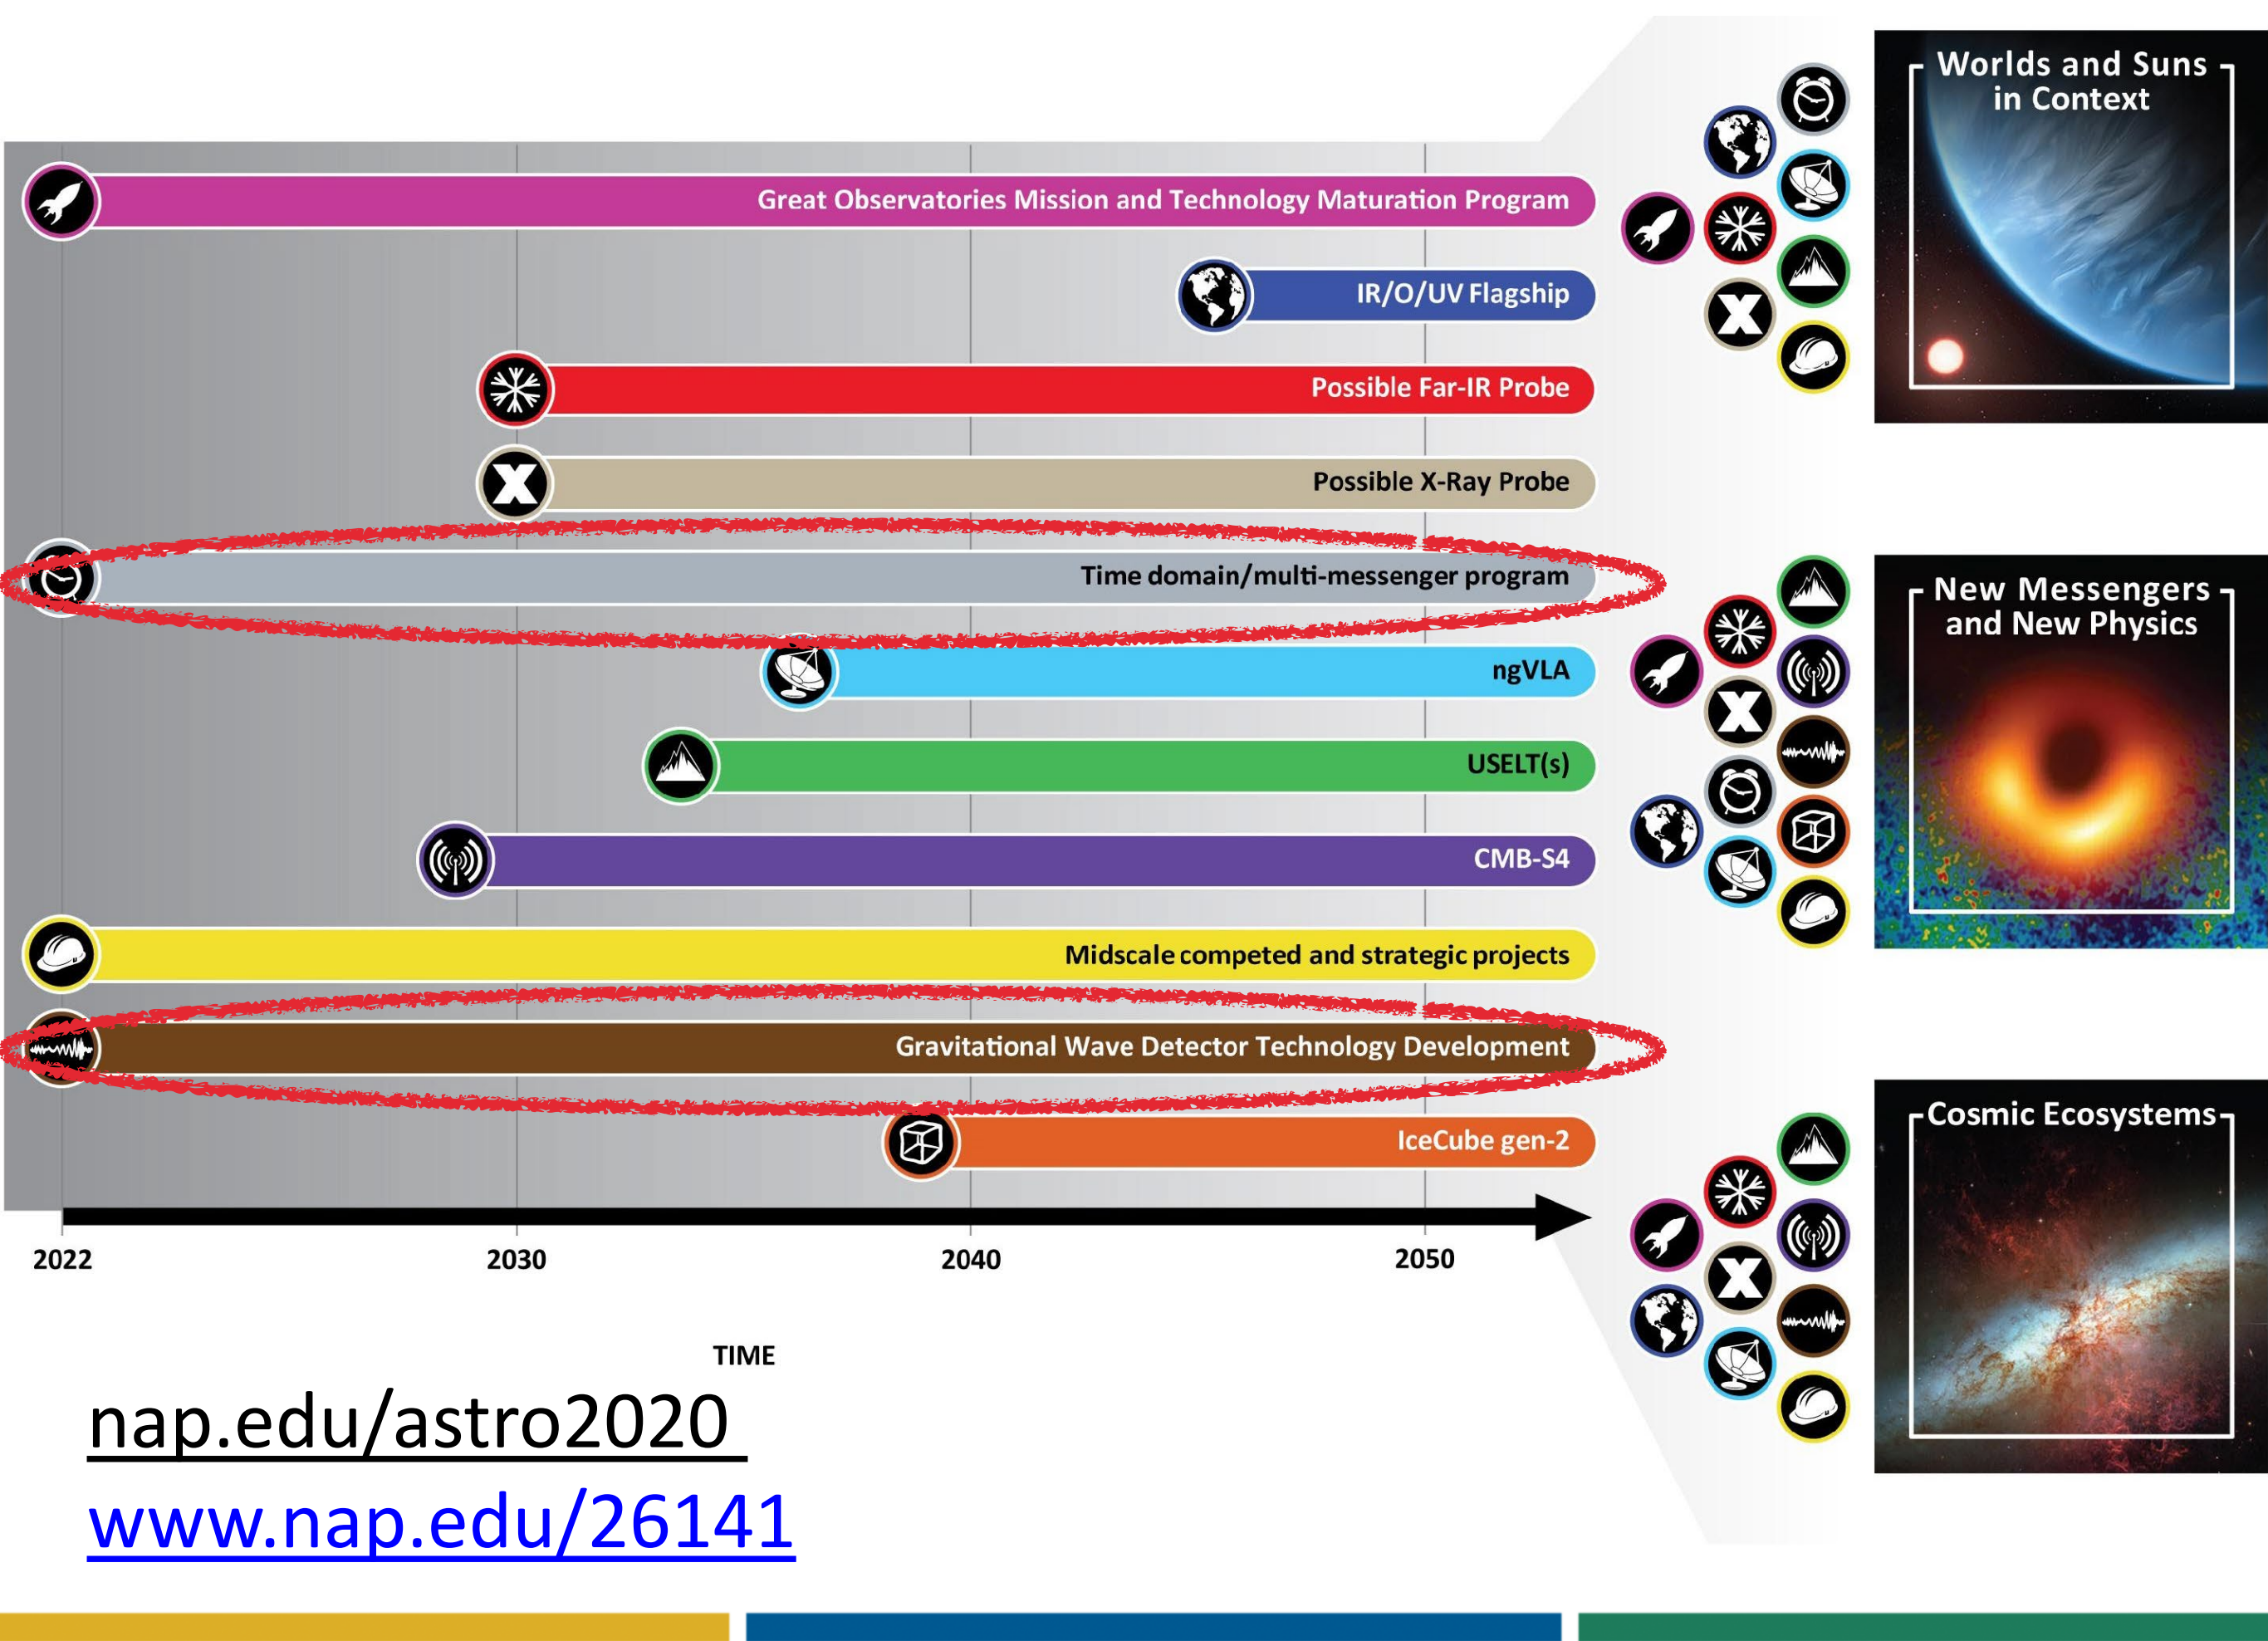 Worlds and Suns
in Context
Great Observatories Mission and Technology Maturation Program
IR/O/UV Flagship
Possible Far-IR Probe
X
Possible X-Ray Probe
X
Time domain/multi-messenger program
New Messengers
and New Physics
ngVLA
X
USELT(s)
CMB-S4
Midscale competed and strategic projects
Gravitational Wave Detector Technology Development
Cosmic Ecosystems
IceCube gen-2
X
2022
2030
2040
2050
TIME
nap.edu/astro2020
www.nap.edu/26141